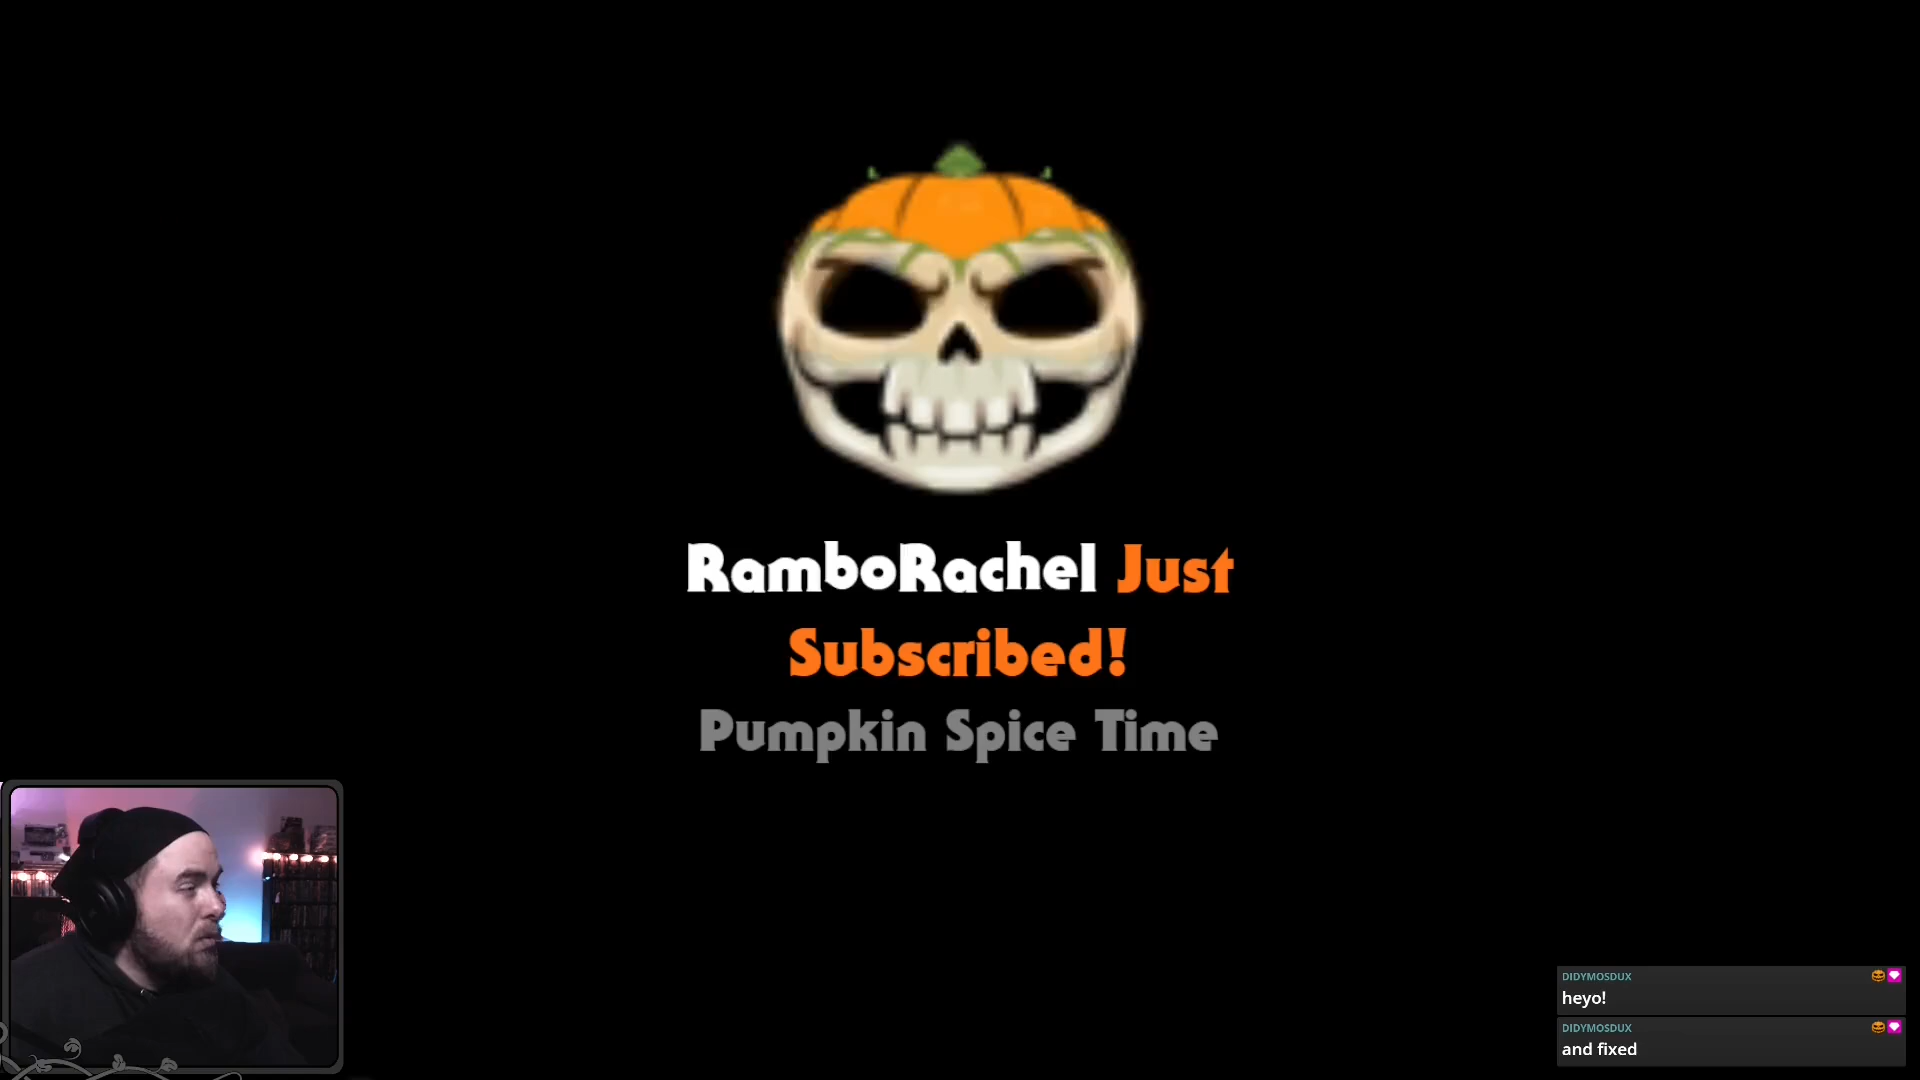 RamboRachel Just
Subscribed!
Pumpkin Spice Time
DIDYMOSDUX
heyo!
DIDYMOSDUX
and fixed